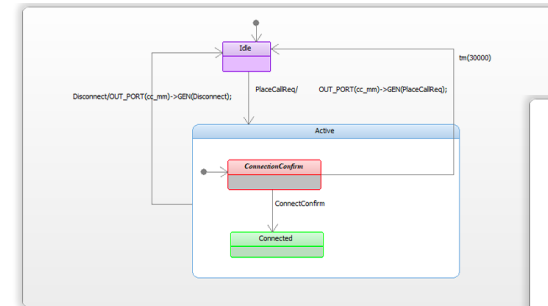 Idle
tm(30000)
Disconnect/OUT_PORT(cc_mm)->GEN(Disconnect);
PlaceCallReq/
OUT_PORT(cc_mm)->GEN(PlaceCallReq);
Active
ConnectionConfirm
ConnectConfirm
Connected